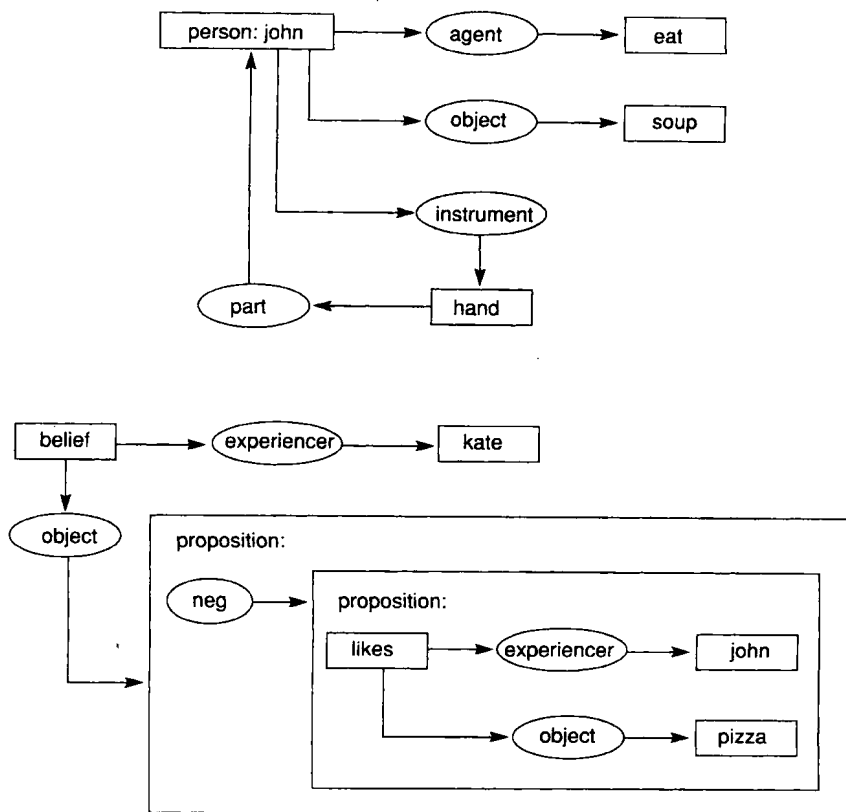 person: john
agent
eat
object
soup
instrument
part
hand
belief
experiencer
kate
object
proposition:
neg
proposition:
likes
experiencer
john
object
pizza